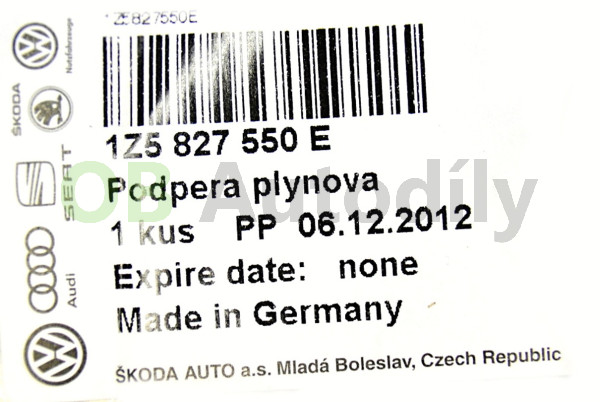 1Z5827550E
1Z5 827 550 E
Podpera plynova
1 kus PP 06.12.2012
Expire date: none
Made in Germany
ŠKODA AUTO a.s. Mladá Boleslav, Czech Republic
Nutzfahrzeuge
ŠKODA
SEAT
Audi
OB Autodíly